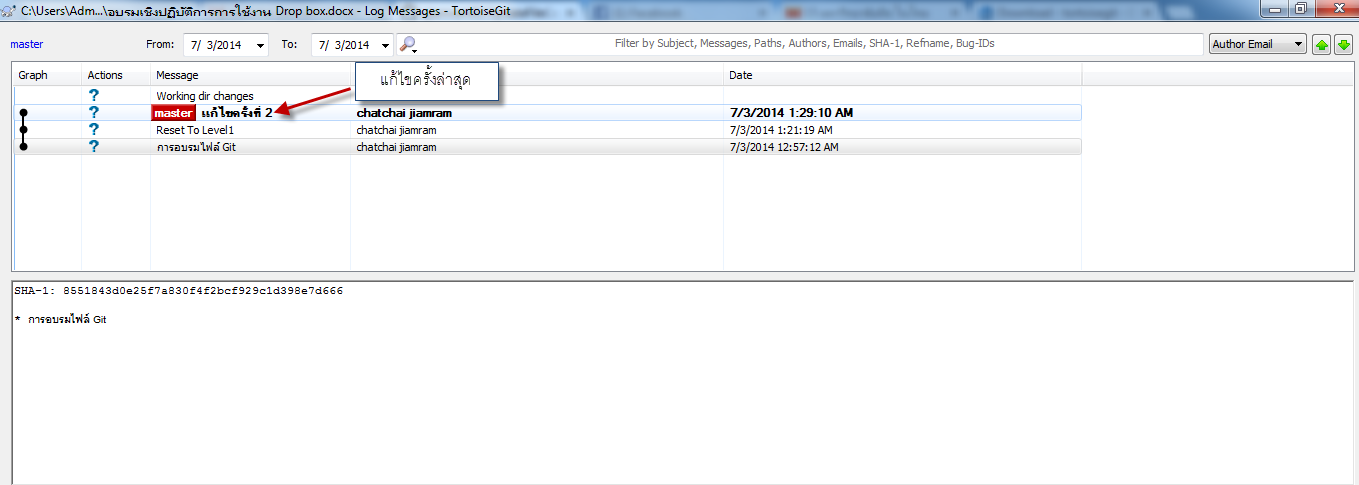 C:\Users\Adm...\อบรมเชิงปฏิบัติการการใช้งาน Drop box.docx - Log Messages - TortoiseGit
master From: 7/ 3/2014 To: 7/ 3/2014 Filter by Subject, Messages, Paths, Authors, Emails, SHA-1, Refname, Bug-IDs Author Email
Graph Actions Message Date
แก้ไขครั้งล่าสุด
? Working dir changes
? master แก้ไขครั้งที่ 2 chatchai jiamram 7/3/2014 1:29:10 AM
? Reset To Level1 chatchai jiamram 7/3/2014 1:21:19 AM
? การอบรมไฟล์ Git chatchai jiamram 7/3/2014 12:57:12 AM
SHA-1: 8551843d0e25f7a830f4f2bcf929c1d398e7d666
* การอบรมไฟล์ Git